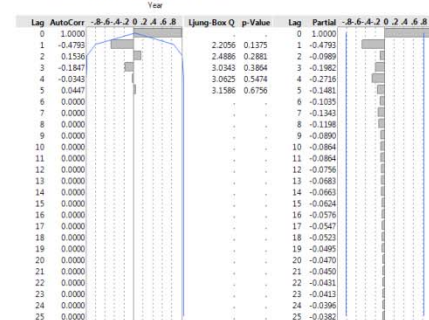 Year
Lag AutoCorr -.8-.6-.4-.2 0 .2 .4 .6 .8 Ljung-Box Q p-Value Lag Partial -.8-.6-.4-.2 0 .2 .4 .6 .8
0 1.0000 . . 0 1.0000
1 -0.4793 2.2056 0.1375 1 -0.4793
2 0.1536 2.4886 0.2881 2 -0.0989
3 -0.1847 3.0343 0.3864 3 -0.1982
4 -0.0343 3.0625 0.5474 4 -0.2716
5 0.0447 3.1586 0.6756 5 -0.1481
6 0.0000 . . 6 -0.1035
7 0.0000 . . 7 -0.1343
8 0.0000 . . 8 -0.1198
9 0.0000 . . 9 -0.0890
10 0.0000 . . 10 -0.0864
11 0.0000 . . 11 -0.0864
12 0.0000 . . 12 -0.0756
13 0.0000 . . 13 -0.0683
14 0.0000 . . 14 -0.0663
15 0.0000 . . 15 -0.0624
16 0.0000 . . 16 -0.0576
17 0.0000 . . 17 -0.0547
18 0.0000 . . 18 -0.0523
19 0.0000 . . 19 -0.0495
20 0.0000 . . 20 -0.0470
21 0.0000 . . 21 -0.0450
22 0.0000 . . 22 -0.0431
23 0.0000 . . 23 -0.0413
24 0.0000 . . 24 -0.0396
25 0.0000 . . 25 -0.0382